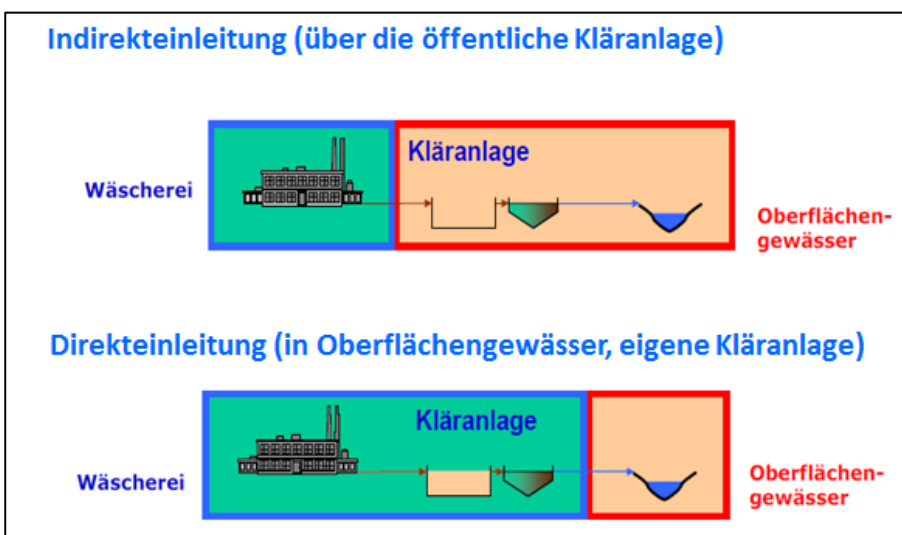 Indirekteinleitung (über die öffentliche Kläranlage)
Kläranlage
Wäscherei
Oberflächen-
gewässer
Direkteinleitung (in Oberflächengewässer, eigene Kläranlage)
Kläranlage
Wäscherei
Oberflächen-
gewässer